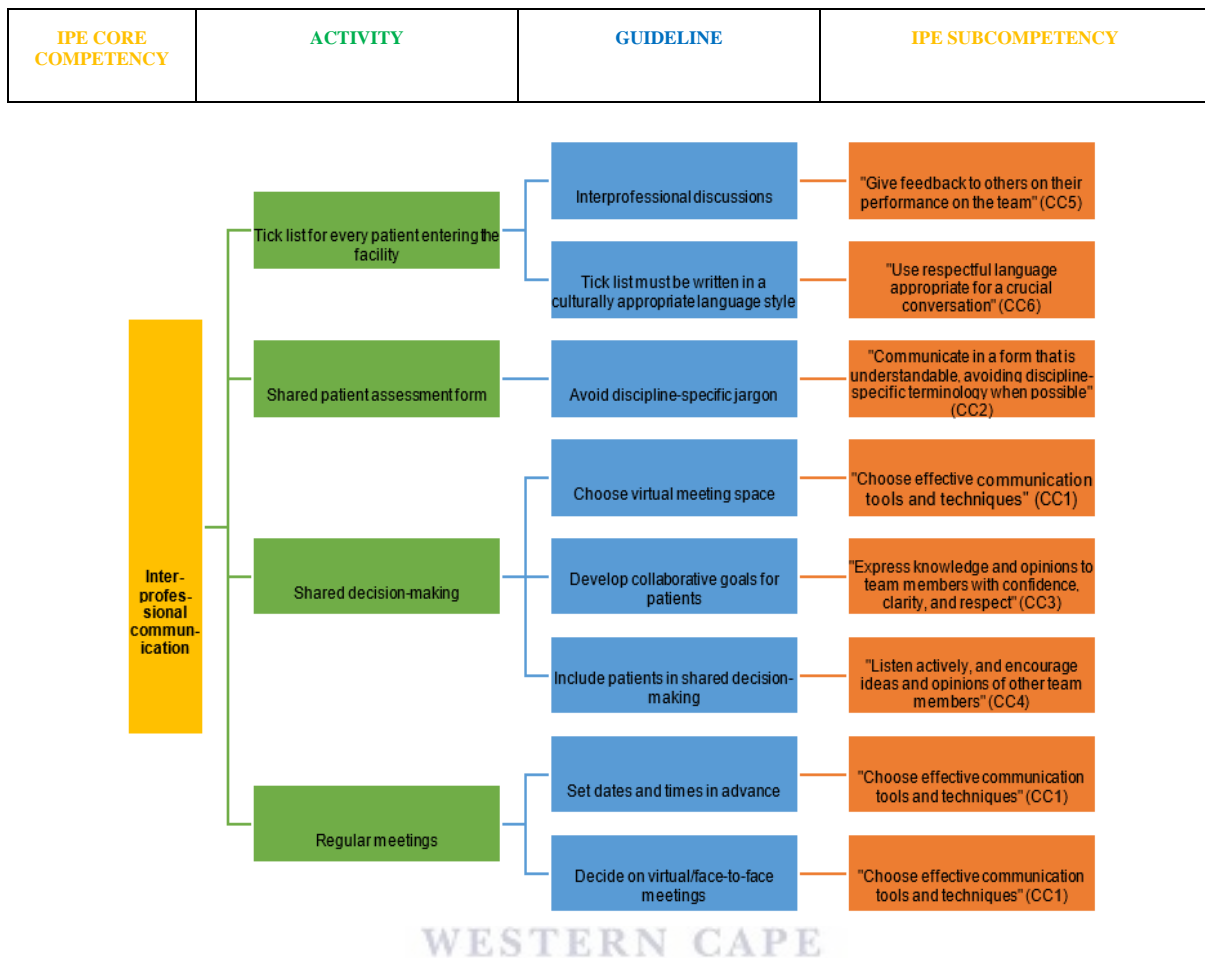 IPE CORE
COMPETENCY
ACTIVITY
GUIDELINE
IPE SUBCOMPETENCY
Inter-
profes-
sional
commun-
ication
Tick list for every patient entering the
facility
Interprofessional discussions
"Give feedback to others on their
performance on the team" (CC5)
Tick list must be written in a
culturally appropriate language style
"Use respectful language
appropriate for a crucial
conversation" (CC6)
Shared patient assessment form
Avoid discipline-specific jargon
"Communicate in a form that is
understandable, avoiding discipline-
specific terminology when possible"
(CC2)
Shared decision-making
Choose virtual meeting space
"Choose effective communication
tools and techniques" (CC1)
Develop collaborative goals for
patients
"Express knowledge and opinions to
team members with confidence,
clarity, and respect" (CC3)
Include patients in shared decision-
making
"Listen actively, and encourage
ideas and opinions of other team
members" (CC4)
Regular meetings
Set dates and times in advance
"Choose effective communication
tools and techniques" (CC1)
Decide on virtual/face-to-face
meetings
"Choose effective communication
tools and techniques" (CC1)
WESTERN CAPE